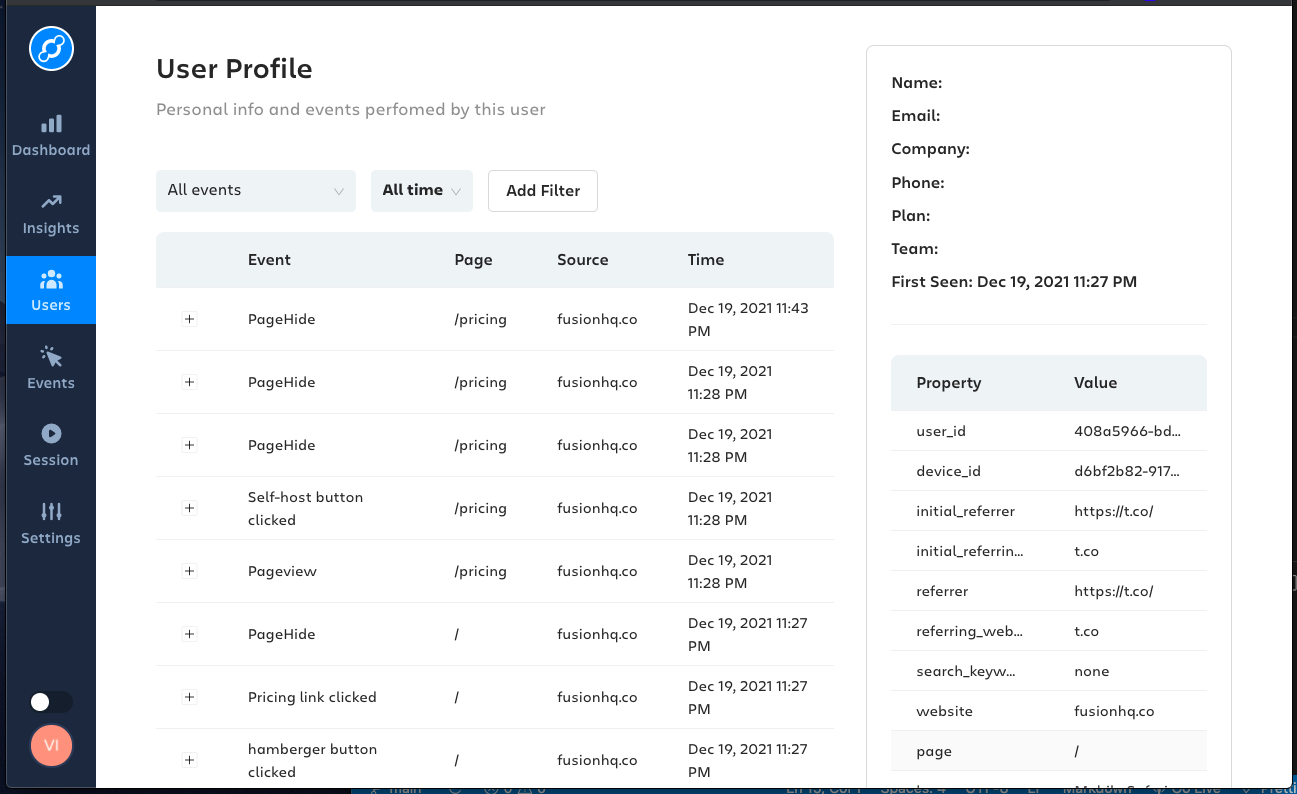 Dashboard
Insights
Users
Events
Session
Settings
VI
User Profile
Personal info and events perfomed by this user
All events
All time
Add Filter
Event Page Source Time
PageHide /pricing fusionhq.co Dec 19, 2021 11:43
PM
PageHide /pricing fusionhq.co Dec 19, 2021
11:28 PM
PageHide /pricing fusionhq.co Dec 19, 2021
11:28 PM
Self-host button
clicked /pricing fusionhq.co Dec 19, 2021
11:28 PM
Pageview /pricing fusionhq.co Dec 19, 2021
11:28 PM
PageHide / fusionhq.co Dec 19, 2021 11:27
PM
Pricing link clicked / fusionhq.co Dec 19, 2021 11:27
PM
hamberger button
clicked / fusionhq.co Dec 19, 2021 11:27
PM
Name:
Email:
Company:
Phone:
Plan:
Team:
First Seen: Dec 19, 2021 11:27 PM
Property Value
user_id 408a5966-bd...
device_id d6bf2b82-917...
initial_referrer https://t.co/
initial_referrin... t.co
referrer https://t.co/
referring_web... t.co
search_keyw... none
website fusionhq.co
page /
main